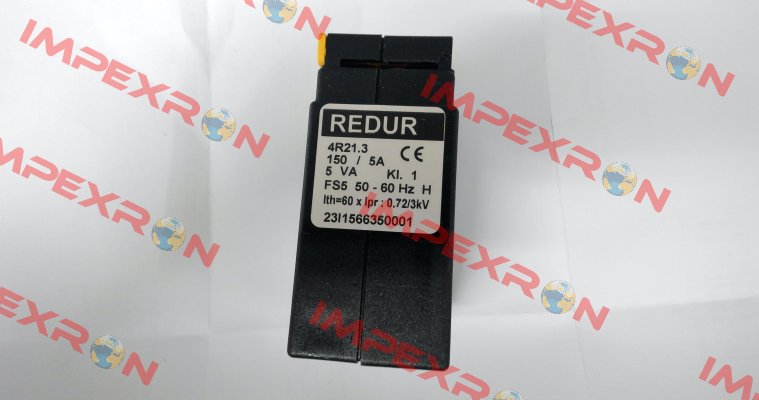 REDUR
4R21.3 CE
150 / 5A
5 VA Kl. 1
FS5 50 - 60 Hz H
Ith=60 x Ipr : 0.72/3kV
23I1566350001
IMPEXRON
IMPEXRON
IMPEXRON
IMPEXRON
IMPEXRON
IMPEXRON
IMPEXRON
IMPEXRON